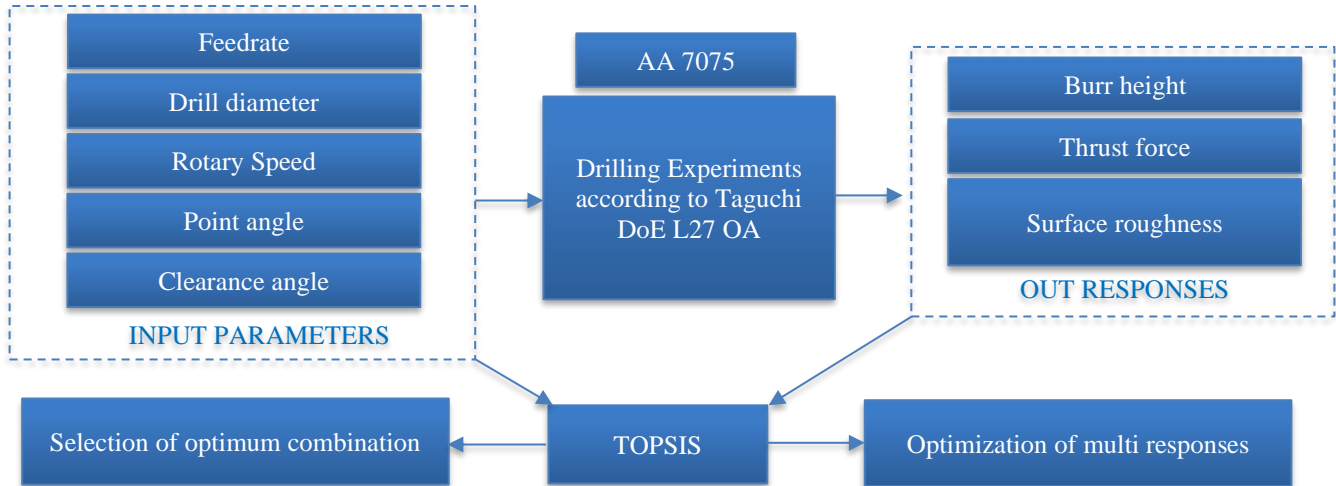 Feedrate
Drill diameter
Rotary Speed
Point angle
Clearance angle
INPUT PARAMETERS
AA 7075
Drilling Experiments
according to Taguchi
DoE L27 OA
Burr height
Thrust force
Surface roughness
OUT RESPONSES
Selection of optimum combination
TOPSIS
Optimization of multi responses